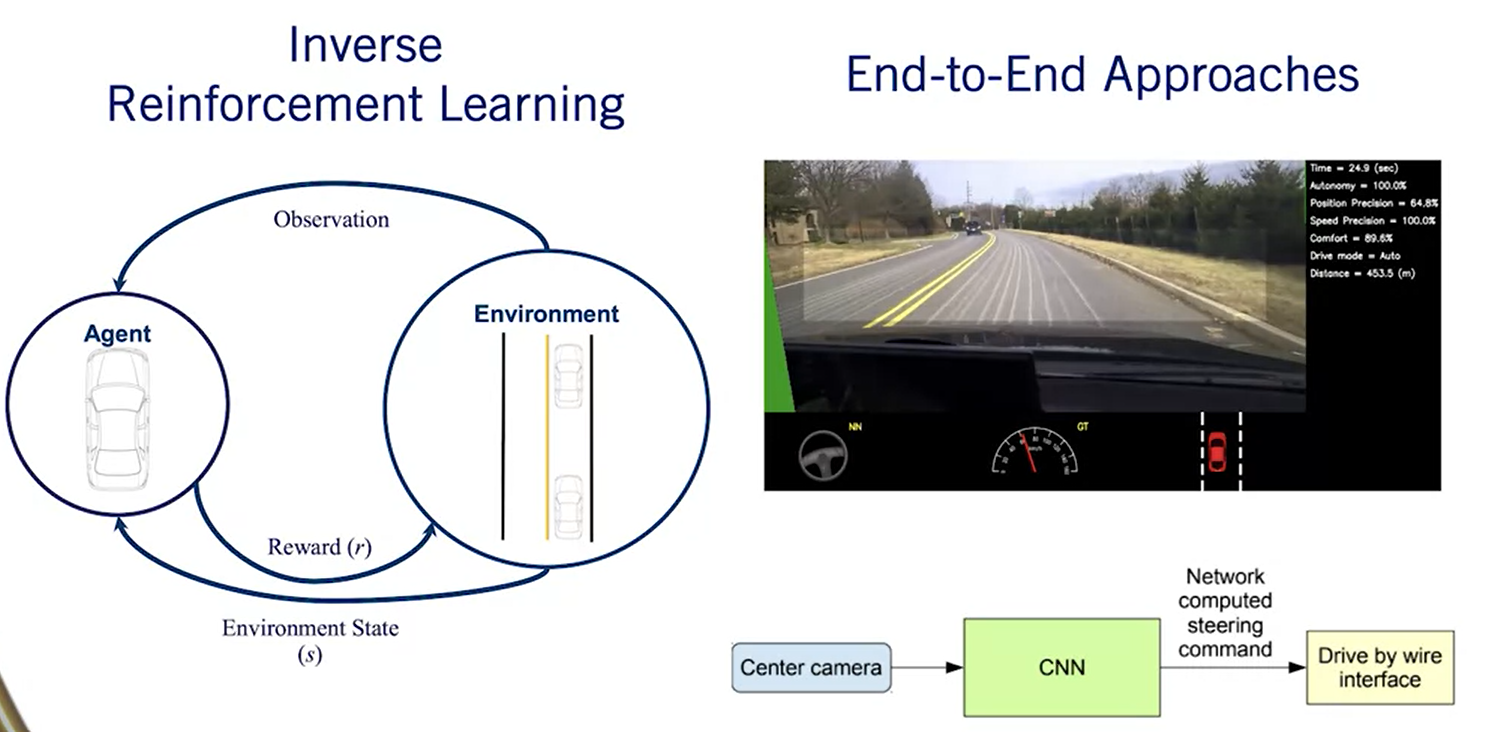 Inverse
Reinforcement Learning
Observation
Agent
Environment
Reward (r)
Environment State
(s)
End-to-End Approaches
Time = 24.9 (sec)
Autonomy = 100.0%
Position Precision = 64.8%
Speed Precision = 100.0%
Comfort = 89.6%
Drive mode = Auto
Distance = 453.5 (m)
NN
GT
Center camera
CNN
Network
computed
steering
command
Drive by wire
interface